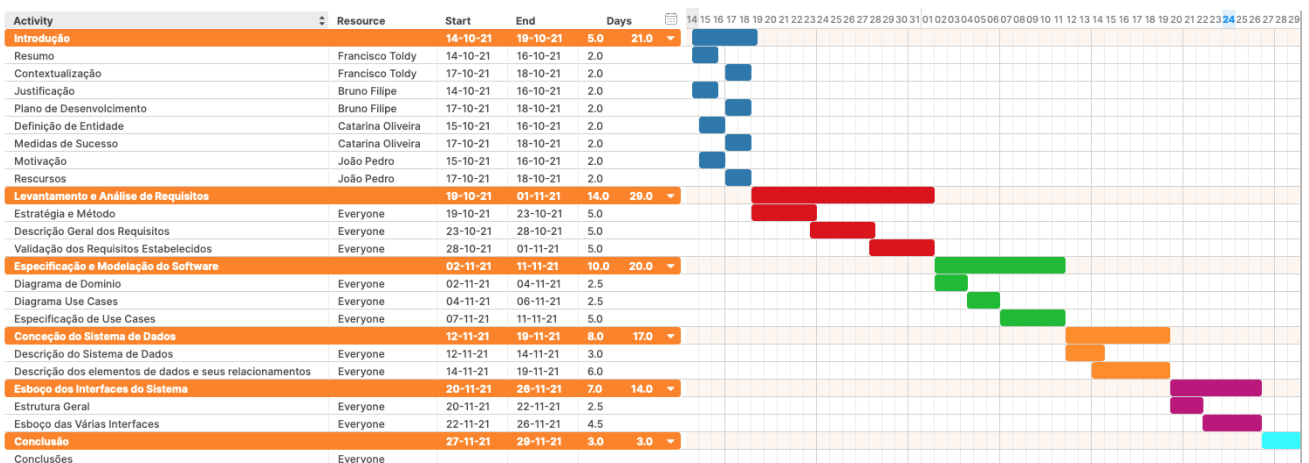 Activity Resource Start End Days 14 15 16 17 18 19 20 21 22 23 24 25 26 27 28 29 30 31 01 02 03 04 05 06 07 08 09 10 11 12 13 14 15 16 17 18 19 20 21 22 23 24 25 26 27 28 29
Introdução 14-10-21 19-10-21 5.0 21.0
Resumo Francisco Toldy 14-10-21 16-10-21 2.0
Contextualização Francisco Toldy 17-10-21 18-10-21 2.0
Justificação Bruno Filipe 14-10-21 16-10-21 2.0
Plano de Desenvolcimento Bruno Filipe 17-10-21 18-10-21 2.0
Definição de Entidade Catarina Oliveira 15-10-21 16-10-21 2.0
Medidas de Sucesso Catarina Oliveira 17-10-21 18-10-21 2.0
Motivação João Pedro 15-10-21 16-10-21 2.0
Rescursos João Pedro 17-10-21 18-10-21 2.0
Levantamento e Análise de Requisitos 19-10-21 01-11-21 14.0 29.0
Estratégia e Método Everyone 19-10-21 23-10-21 5.0
Descrição Geral dos Requisitos Everyone 23-10-21 28-10-21 5.0
Validação dos Requisitos Estabelecidos Everyone 28-10-21 01-11-21 5.0
Especificação e Modelação do Software 02-11-21 11-11-21 10.0 20.0
Diagrama de Dominio Everyone 02-11-21 04-11-21 2.5
Diagrama Use Cases Everyone 04-11-21 06-11-21 2.5
Especificação de Use Cases Everyone 07-11-21 11-11-21 5.0
Conceção do Sistema de Dados 12-11-21 19-11-21 8.0 17.0
Descrição do Sistema de Dados Everyone 12-11-21 14-11-21 3.0
Descrição dos elementos de dados e seus relacionamentos Everyone 14-11-21 19-11-21 6.0
Esboço dos Interfaces do Sistema 20-11-21 26-11-21 7.0 14.0
Estrutura Geral Everyone 20-11-21 22-11-21 2.5
Esboço das Várias Interfaces Everyone 22-11-21 26-11-21 4.5
Conclusão 27-11-21 29-11-21 3.0 3.0
Conclusões Everyone